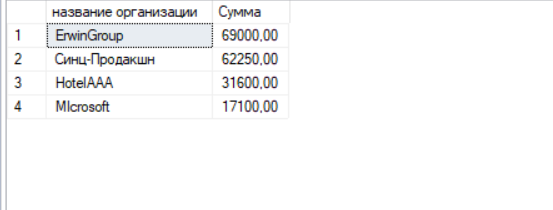 название организации Сумма
1 ErwinGroup 69000,00
2 Синц-Продакшн 62250,00
3 HotelAAA 31600,00
4 MIcrosoft 17100,00